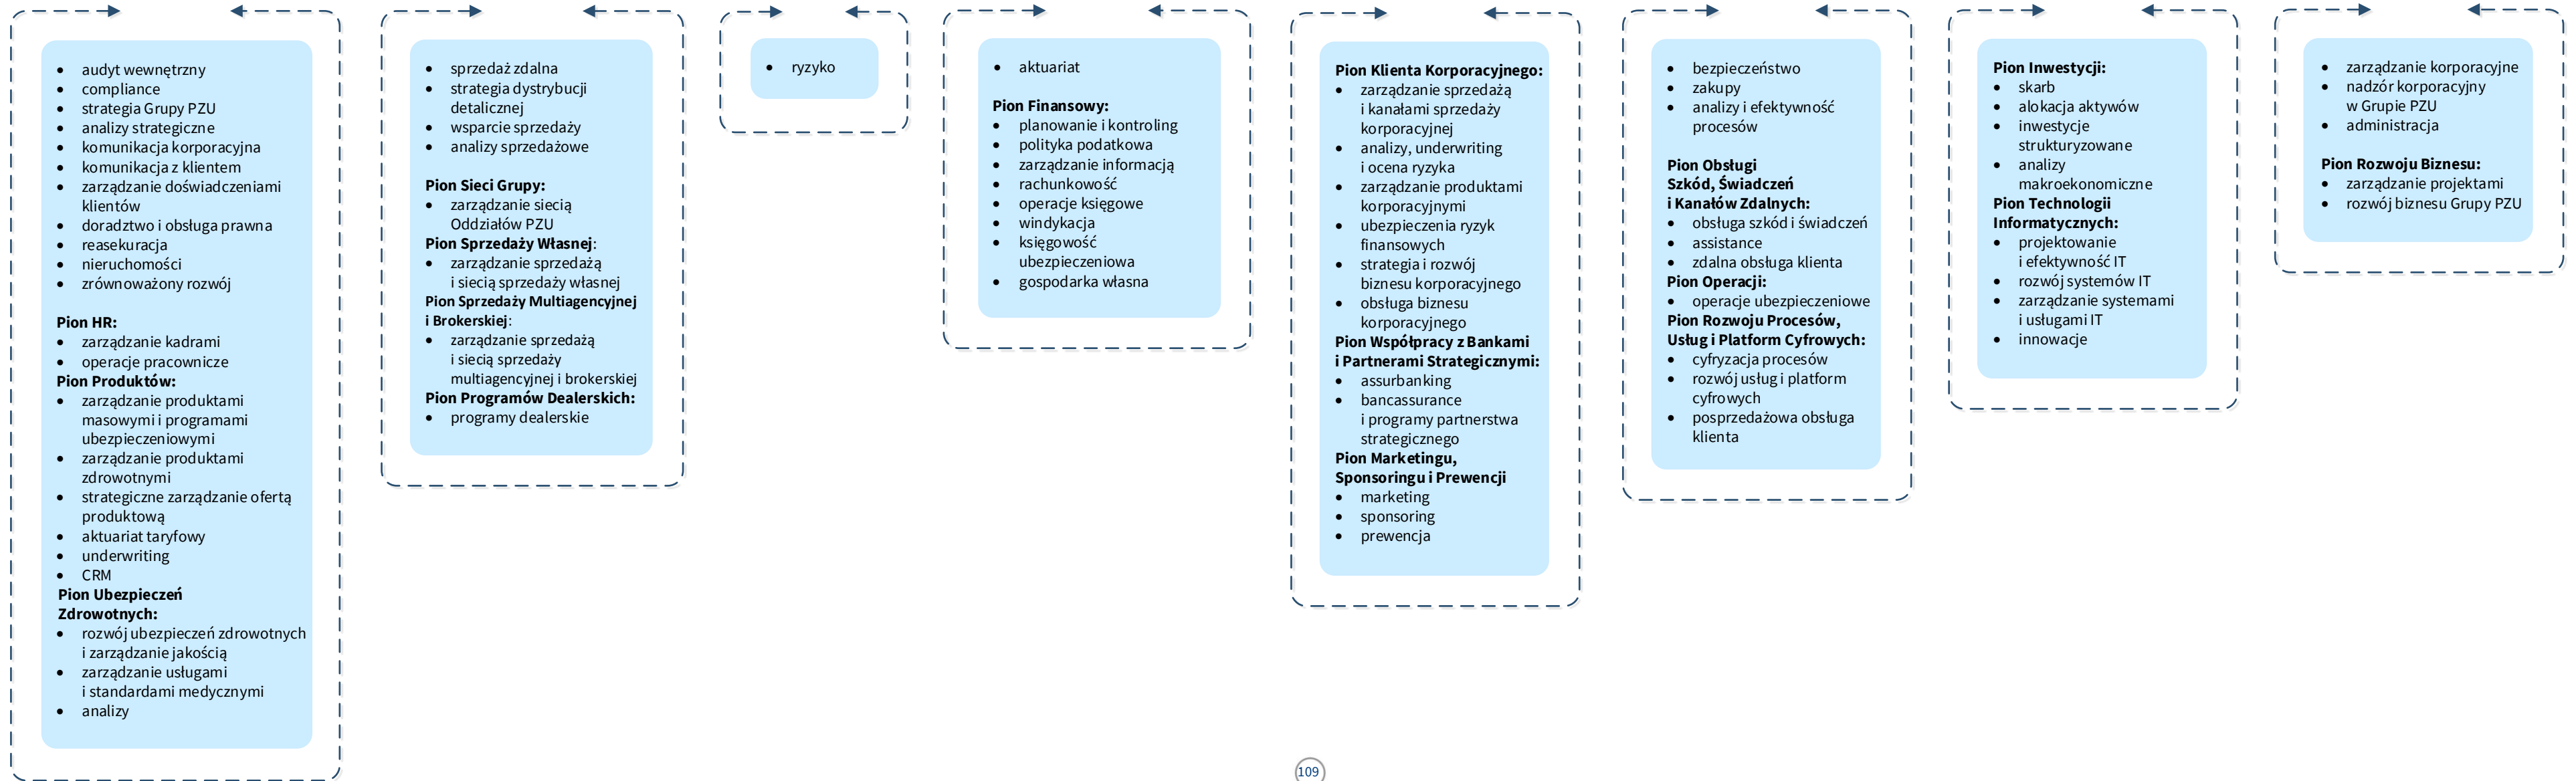 • audyt wewnętrzny
• compliance
• strategia Grupy PZU
• analizy strategiczne
• komunikacja korporacyjna
• komunikacja z klientem
• zarządzanie doświadczeniami
klientów
• doradztwo i obsługa prawna
• reasekuracja
• nieruchomości
• zrównoważony rozwój
Pion HR:
• zarządzanie kadrami
• operacje pracownicze
Pion Produktów:
• zarządzanie produktami
masowymi i programami
ubezpieczeniowymi
• zarządzanie produktami
zdrowotnymi
• strategiczne zarządzanie ofertą
produktową
• aktuariat taryfowy
• underwriting
• CRM
Pion Ubezpieczeń
Zdrowotnych:
• rozwój ubezpieczeń zdrowotnych
i zarządzanie jakością
• zarządzanie usługami
i standardami medycznymi
• analizy
• sprzedaż zdalna
• strategia dystrybucji
detalicznej
• wsparcie sprzedaży
• analizy sprzedażowe
Pion Sieci Grupy:
• zarządzanie siecią
Oddziałów PZU
Pion Sprzedaży Własnej:
• zarządzanie sprzedażą
i siecią sprzedaży własnej
Pion Sprzedaży Multiagencyjnej
i Brokerskiej:
• zarządzanie sprzedażą
i siecią sprzedaży
multiagencyjnej i brokerskiej
Pion Programów Dealerskich:
• programy dealerskie
• ryzyko
• aktuariat
Pion Finansowy:
• planowanie i kontroling
• polityka podatkowa
• zarządzanie informacją
• rachunkowość
• operacje księgowe
• windykacja
• księgowość
ubezpieczeniowa
• gospodarka własna
Pion Klienta Korporacyjnego:
• zarządzanie sprzedażą
i kanałami sprzedaży
korporacyjnej
• analizy, underwriting
i ocena ryzyka
• zarządzanie produktami
korporacyjnymi
• ubezpieczenia ryzyk
finansowych
• strategia i rozwój
biznesu korporacyjnego
• obsługa biznesu
korporacyjnego
Pion Współpracy z Bankami
i Partnerami Strategicznymi:
• assurbanking
• bancassurance
i programy partnerstwa
strategicznego
Pion Marketingu,
Sponsoringu i Prewencji
• marketing
• sponsoring
• prewencja
• bezpieczeństwo
• zakupy
• analizy i efektywność
procesów
Pion Obsługi
Szkód, Świadczeń
i Kanałów Zdalnych:
• obsługa szkód i świadczeń
• assistance
• zdalna obsługa klienta
Pion Operacji:
• operacje ubezpieczeniowe
Pion Rozwoju Procesów,
Usług i Platform Cyfrowych:
• cyfryzacja procesów
• rozwój usług i platform
cyfrowych
• posprzedażowa obsługa
klienta
Pion Inwestycji:
• skarb
• alokacja aktywów
• inwestycje
strukturyzowane
• analizy
makroekonomiczne
Pion Technologii
Informatycznych:
• projektowanie
i efektywność IT
• rozwój systemów IT
• zarządzanie systemami
i usługami IT
• innowacje
• zarządzanie korporacyjne
• nadzór korporacyjny
w Grupie PZU
• administracja
Pion Rozwoju Biznesu:
• zarządzanie projektami
• rozwój biznesu Grupy PZU
109